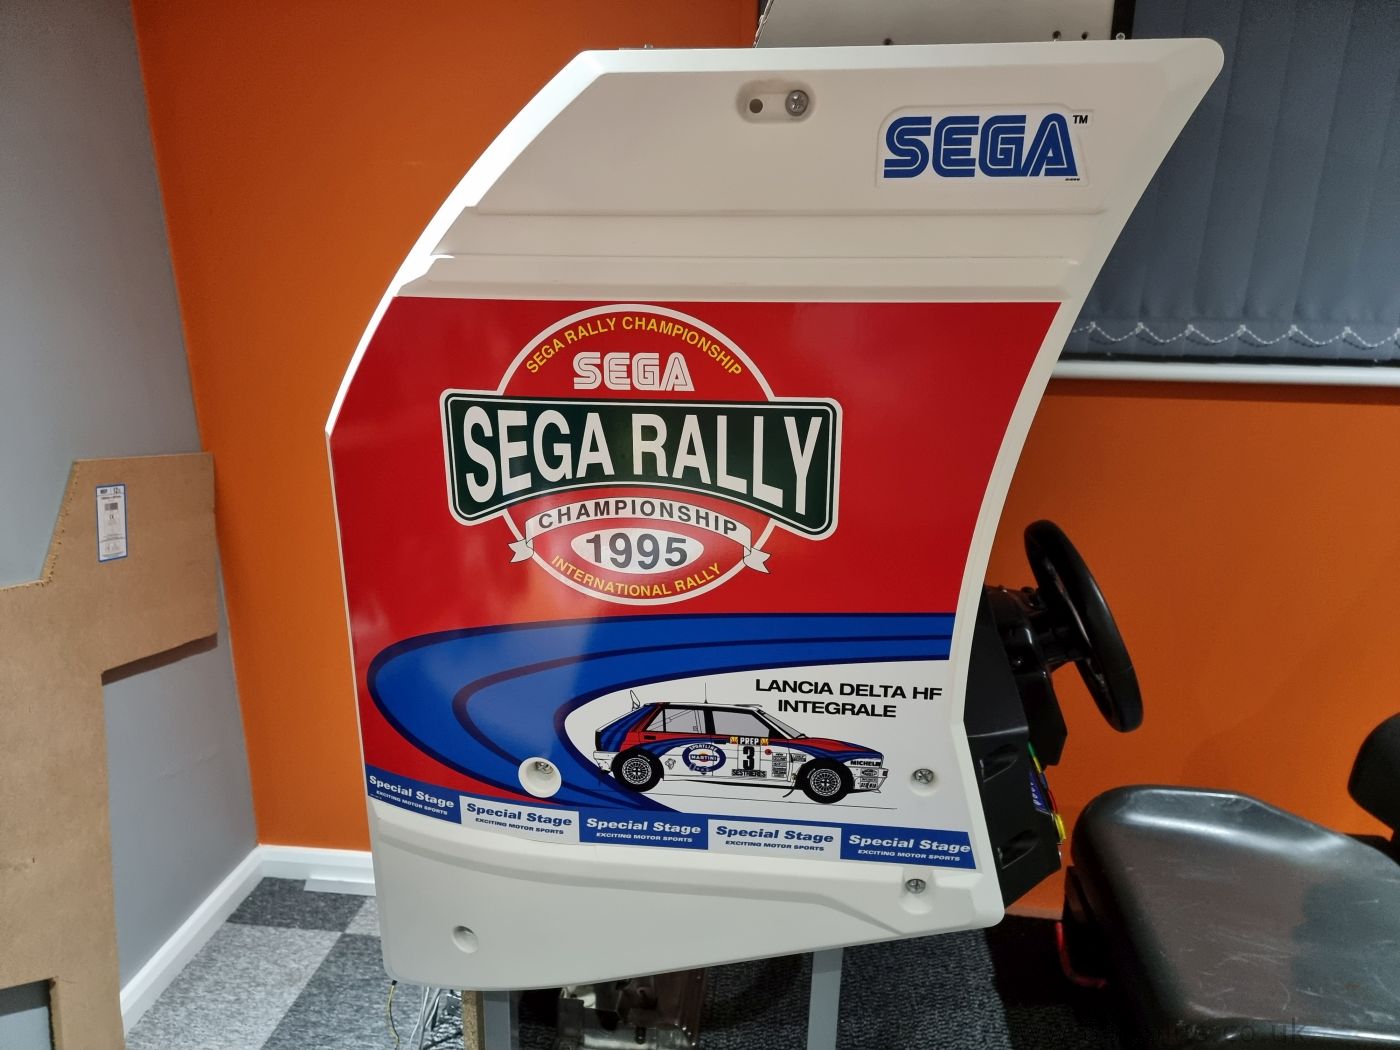 SEGA™
SEGA RALLY CHAMPIONSHIP
SEGA
SEGA RALLY
CHAMPIONSHIP
1995
INTERNATIONAL RALLY
LANCIA DELTA HF
INTEGRALE
PREP
3
MARTINI
SESTRIERES
MICHELIN
Special Stage
EXCITING MOTOR SPORTS
Special Stage
EXCITING MOTOR SPORTS
Special Stage
EXCITING MOTOR SPORTS
Special Stage
EXCITING MOTOR SPORTS
Special Stage
EXCITING MOTOR SPORTS